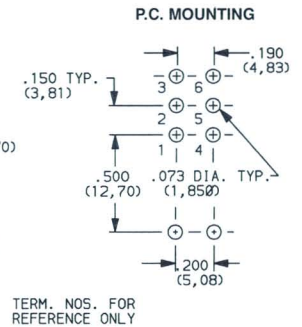 P.C. MOUNTING
.190
(4,83)
.150 TYP.
(3,81)
3 6
2 5
1 4
70)
.500
(12,70)
.073 DIA. TYP.
(1,850)
.200
(5,08)
TERM. NOS. FOR
REFERENCE ONLY